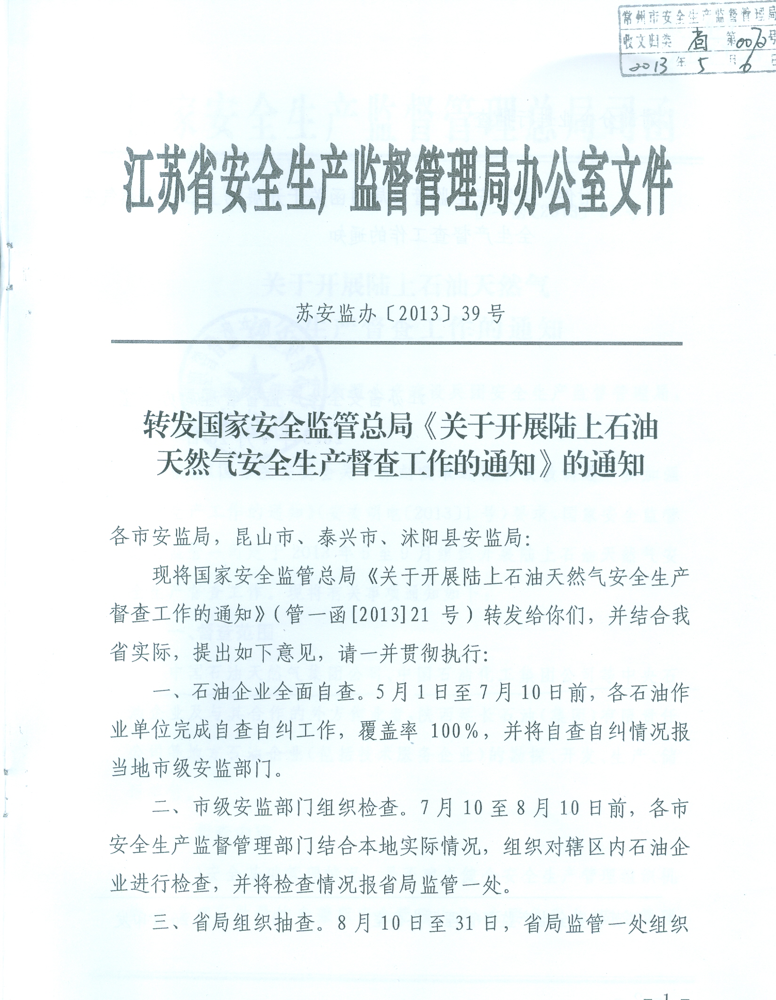 常州市安全生产监督管理局
收文归类 省 第 号
2013 年 5 月 6 日
江苏省安全生产监督管理局办公室文件
苏安监办〔2013〕39 号
转发国家安全监管总局《关于开展陆上石油
天然气安全生产督查工作的通知》的通知
各市安监局，昆山市、泰兴市、沭阳县安监局：
现将国家安全监管总局《关于开展陆上石油天然气安全生产
督查工作的通知》（管一函[2013]21 号）转发给你们，并结合我
省实际，提出如下意见，请一并贯彻执行：
一、石油企业全面自查。5 月 1 日至 7 月 10 日前，各石油作
业单位完成自查自纠工作，覆盖率 100%，并将自查自纠情况报
当地市级安监部门。
二、市级安监部门组织检查。7 月 10 至 8 月 10 日前，各市
安全生产监督管理部门结合本地实际情况，组织对辖区内石油企
业进行检查，并将检查情况报省局监管一处。
三、省局组织抽查。8 月 10 日至 31 日，省局监管一处组织
- 1 -